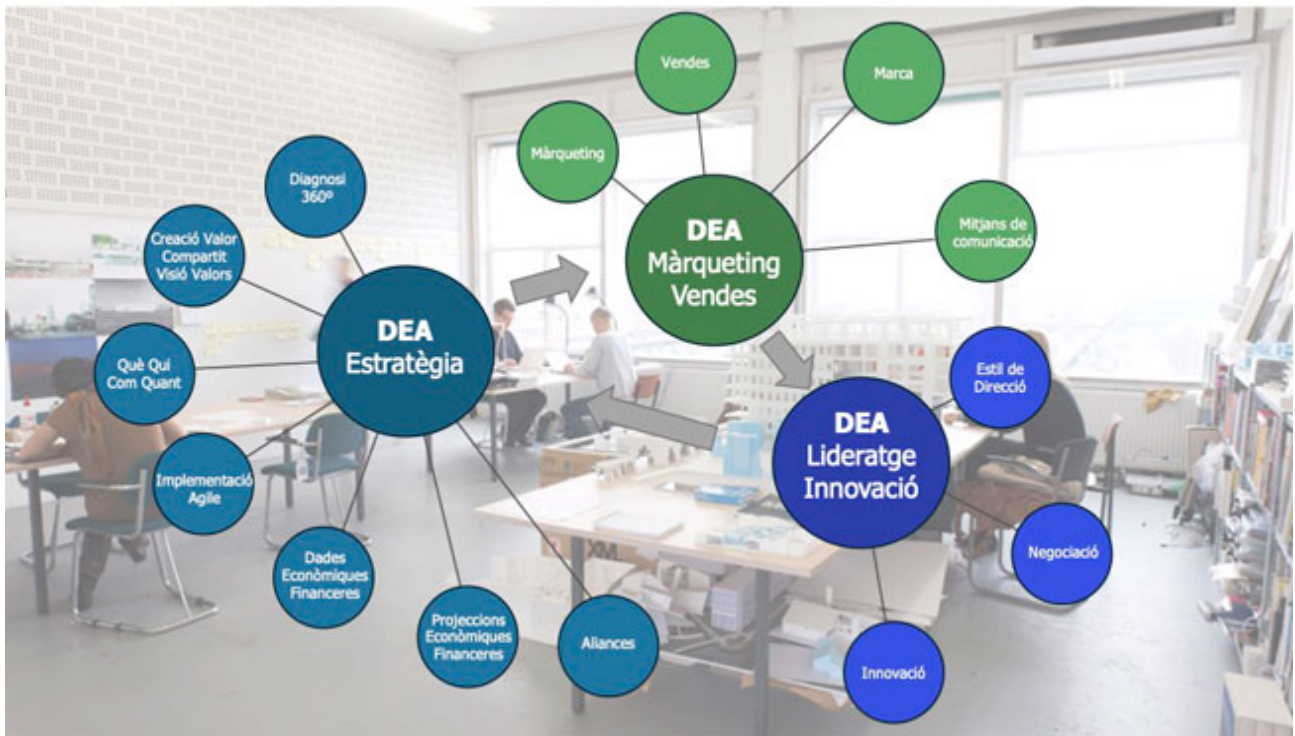 Vendes
Marca
Màrqueting
Mitjans de
comunicació
DEA
Màrqueting
Vendes
Diagnosi
360º
Creació Valor
Compartit
Visió Valors
Què Qui
Com Quant
Implementació
Agile
Dades
Econòmiques
Financeres
Projeccions
Econòmiques
Financeres
Aliances
DEA
Estratègia
DEA
Lideratge
Innovació
Estil de
Direcció
Negociació
Innovació
XML